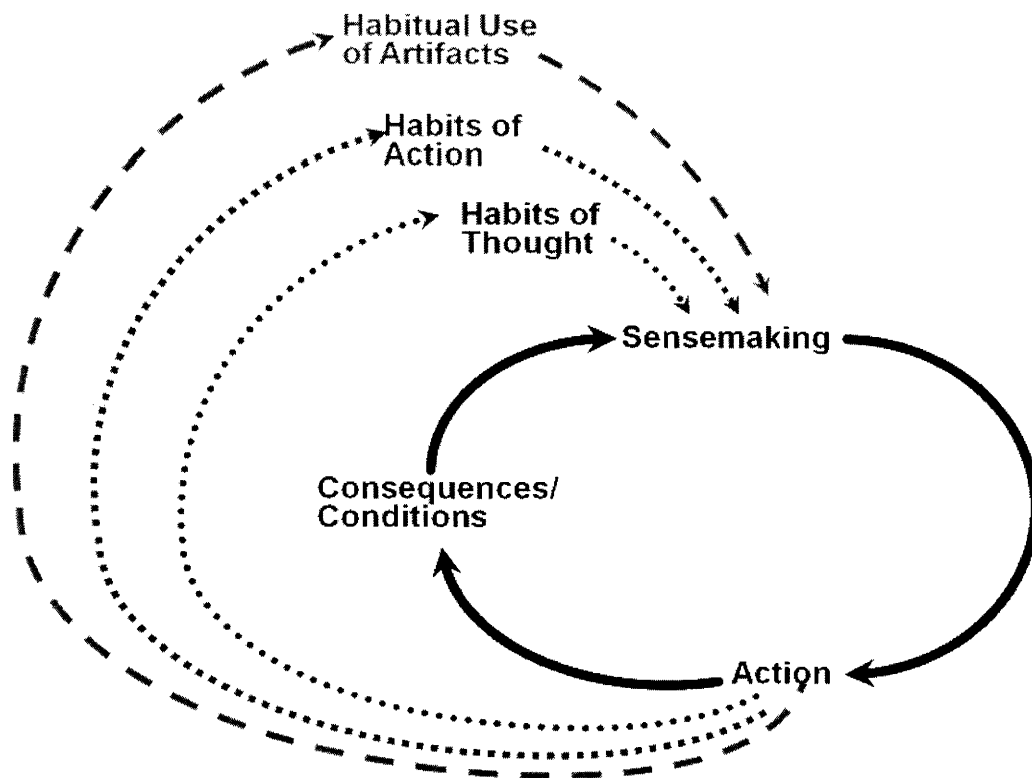 Habitual Use
of Artifacts
Habits of
Action
Habits of
Thought
Sensemaking
Consequences/
Conditions
Action